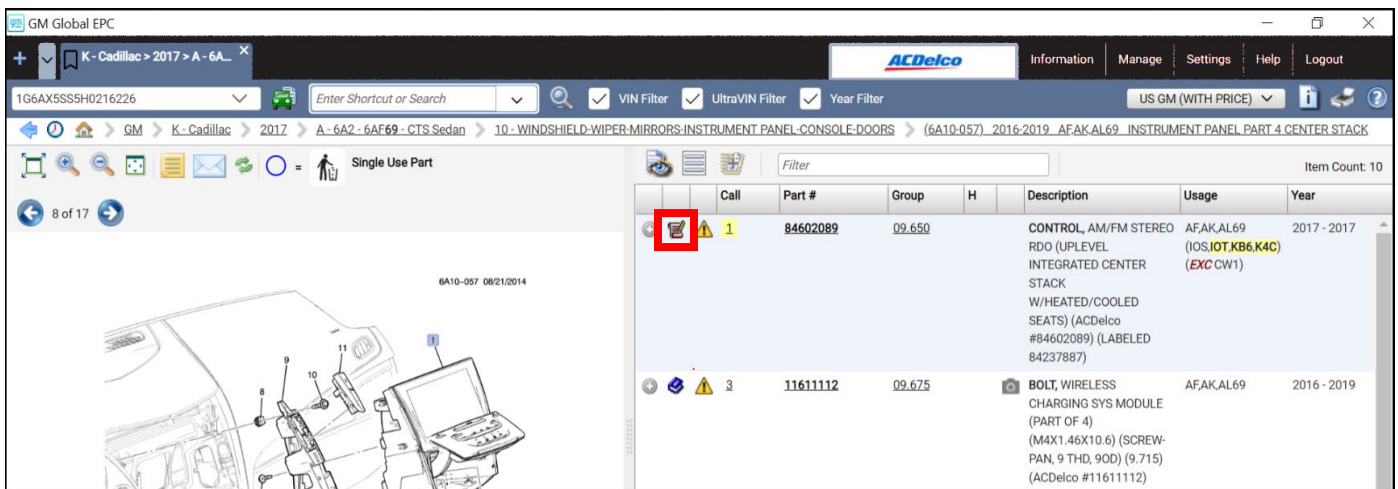 gm GM Global EPC
K - Cadillac > 2017 > A - 6A...
ACDelco
Information Manage Settings Help Logout
1G6AX5SS5H0216226
Enter Shortcut or Search
VIN Filter UltraVIN Filter Year Filter
US GM (WITH PRICE)
GM > K - Cadillac > 2017 > A - 6A2 - 6AF69 - CTS Sedan > 10 - WINDSHIELD-WIPER-MIRRORS-INSTRUMENT PANEL-CONSOLE-DOORS > (6A10-057) 2016-2019 AF,AK,AL69 INSTRUMENT PANEL PART 4 CENTER STACK
= Single Use Part
8 of 17
6A10-057 08/21/2014
1
11
9
10
8
Filter
Item Count: 10
Call Part # Group H Description Usage Year
1 84602089 09.650 CONTROL, AM/FM STEREO AF,AK,AL69 2017 - 2017
RDO (UPLEVEL (IOS,IOT,KB6,K4C)
INTEGRATED CENTER (EXC CW1)
STACK
W/HEATED/COOLED
SEATS) (ACDelco
#84602089) (LABELED
84237887)
3 11611112 09.675 BOLT, WIRELESS AF,AK,AL69 2016 - 2019
CHARGING SYS MODULE
(PART OF 4)
(M4X1.46X10.6) (SCREW-
PAN, 9 THD, 9OD) (9.715)
(ACDelco #11611112)